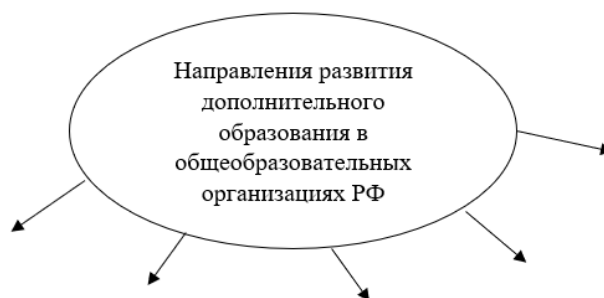 Направления развития
дополнительного
образования в
общеобразовательных
организациях РФ